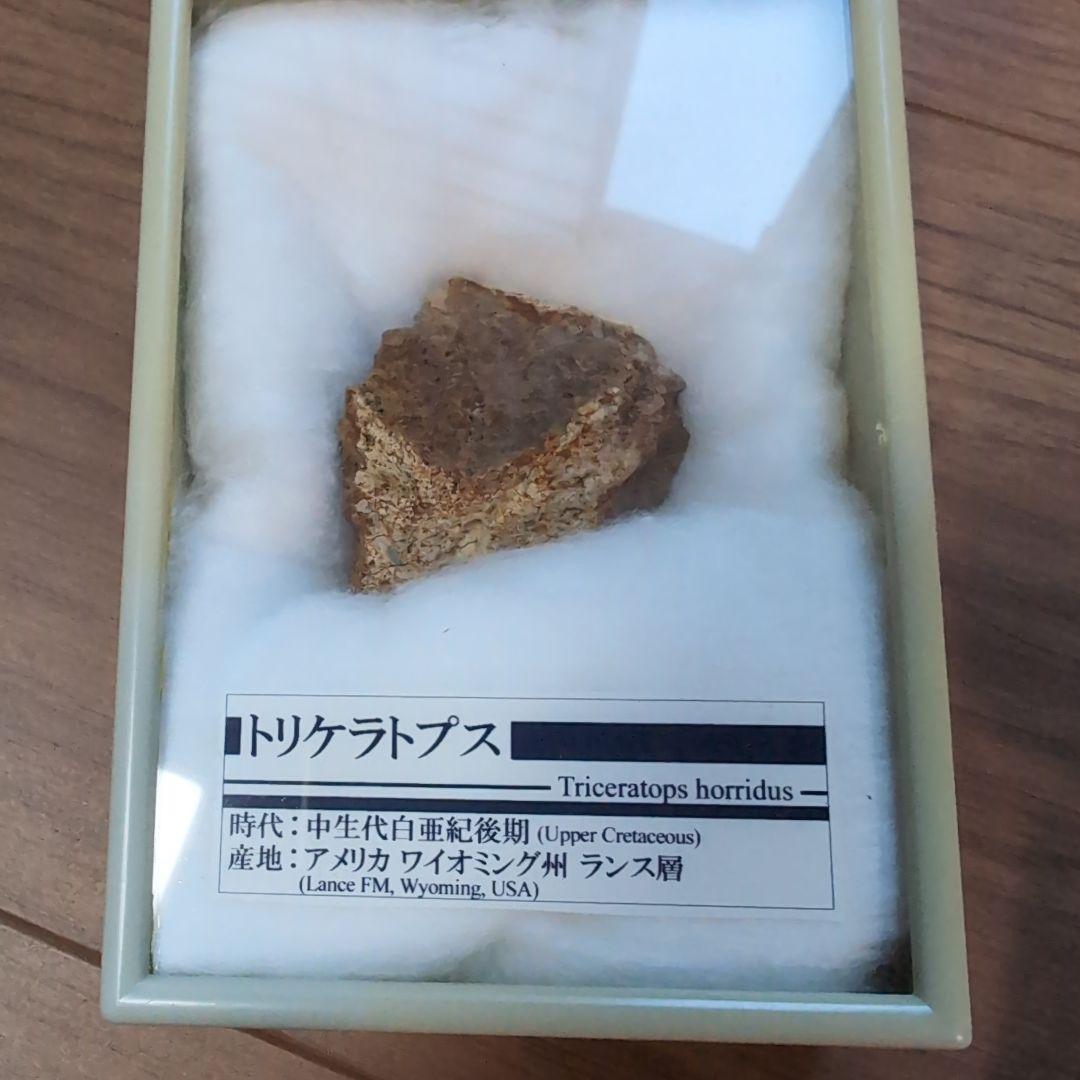 トリケラトプス
Triceratops horridus
時代：中生代白亜紀後期 (Upper Cretaceous)
産地：アメリカ ワイオミング州 ランス層
(Lance FM, Wyoming, USA)